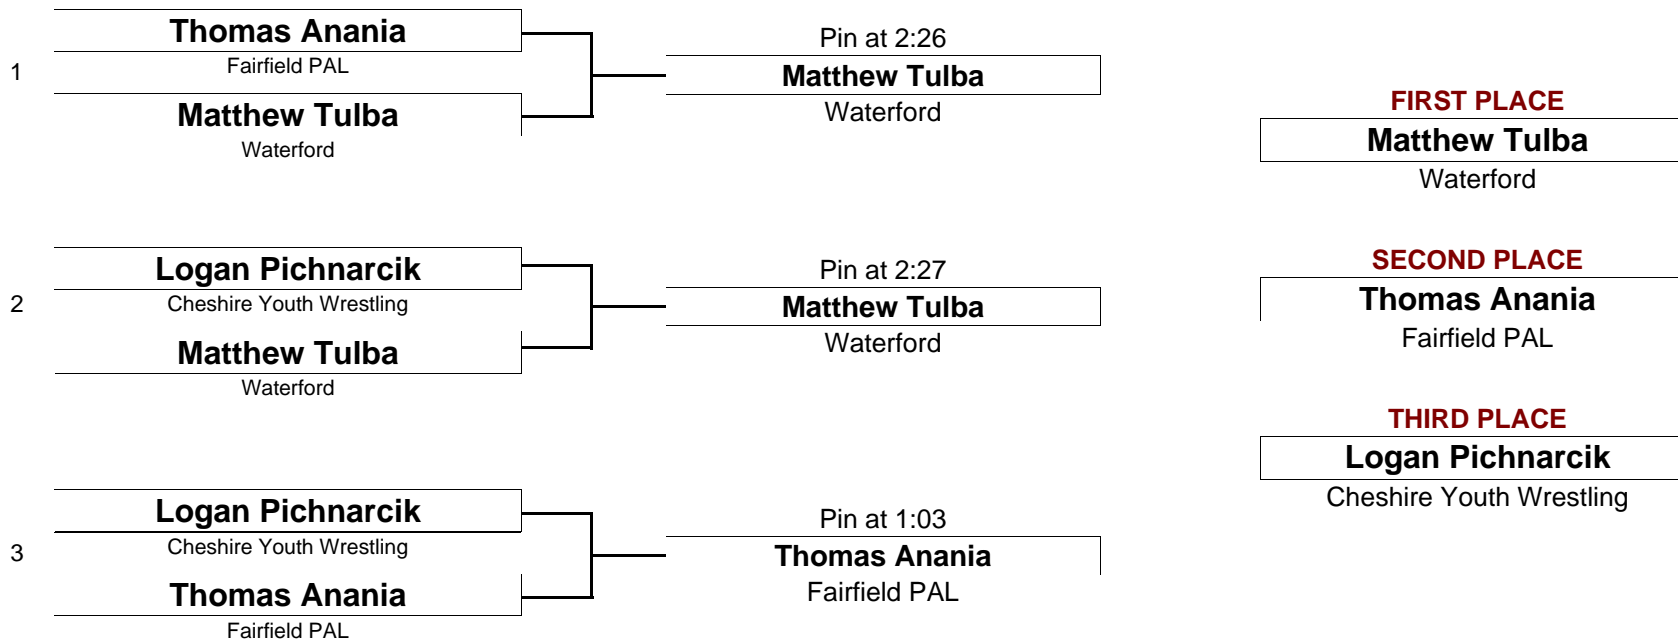 Thomas Anania
Fairfield PAL
1
Matthew Tulba
Waterford
Pin at 2:26
Matthew Tulba
Waterford
Logan Pichnarcik
Cheshire Youth Wrestling
2
Matthew Tulba
Waterford
Pin at 2:27
Matthew Tulba
Waterford
Logan Pichnarcik
Cheshire Youth Wrestling
3
Thomas Anania
Fairfield PAL
Pin at 1:03
Thomas Anania
Fairfield PAL
FIRST PLACE
Matthew Tulba
Waterford
SECOND PLACE
Thomas Anania
Fairfield PAL
THIRD PLACE
Logan Pichnarcik
Cheshire Youth Wrestling